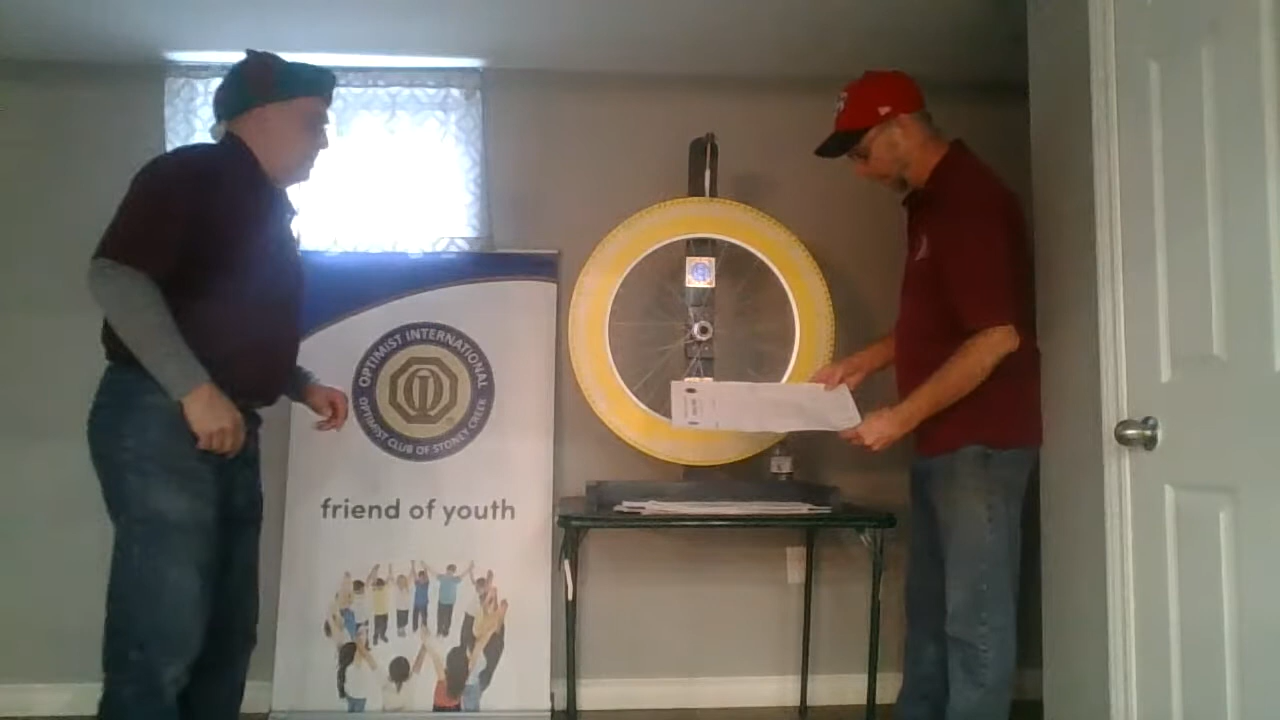 OPTIMIST INTERNATIONAL
OPTIMIST CLUB OF STONEY CREEK
friend of youth